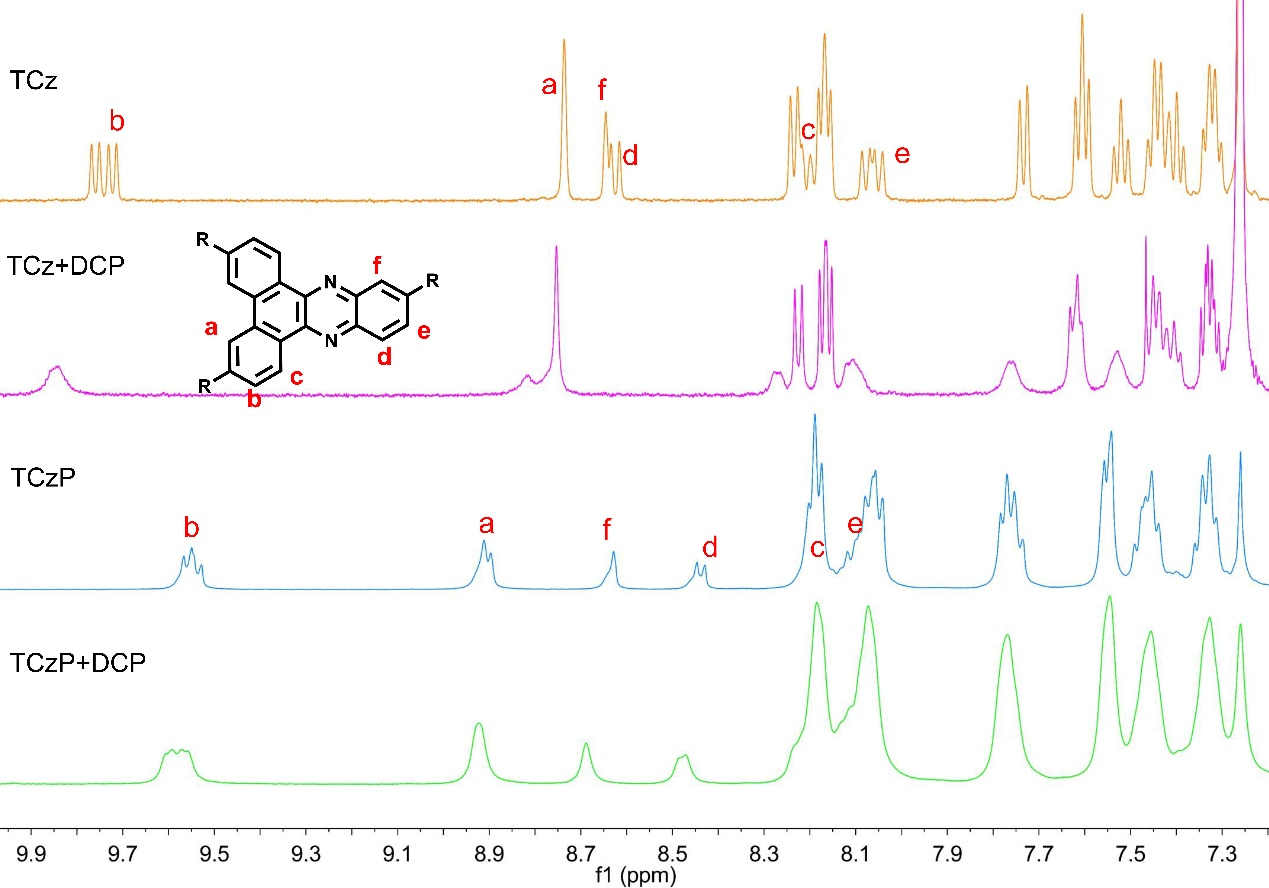 TCz
b
a
f
d
c
e
TCz+DCP
R
N
f
R
a
e
N
d
R
c
b
TCzP
b
a
f
d
c
e
TCzP+DCP
9.9 9.7 9.5 9.3 9.1 8.9 8.7 8.5 8.3 8.1 7.9 7.7 7.5 7.3
f1 (ppm)